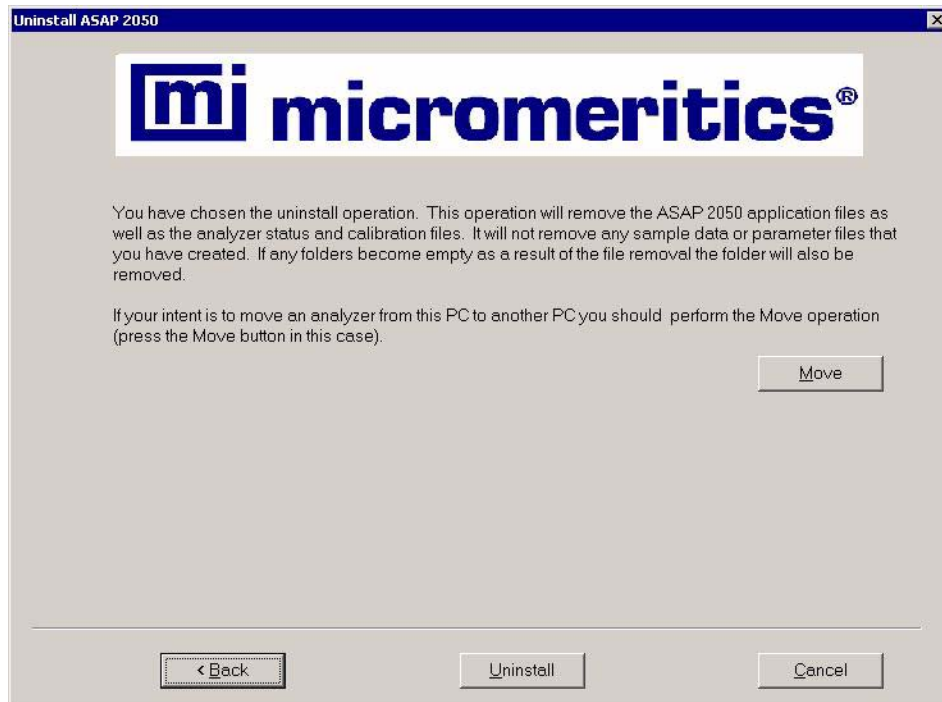 Uninstall ASAP 2050
mi micromeritics®
You have chosen the uninstall operation. This operation will remove the ASAP 2050 application files as
well as the analyzer status and calibration files. It will not remove any sample data or parameter files that
you have created. If any folders become empty as a result of the file removal the folder will also be
removed.
If your intent is to move an analyzer from this PC to another PC you should perform the Move operation
(press the Move button in this case).
Move
< Back
Uninstall
Cancel